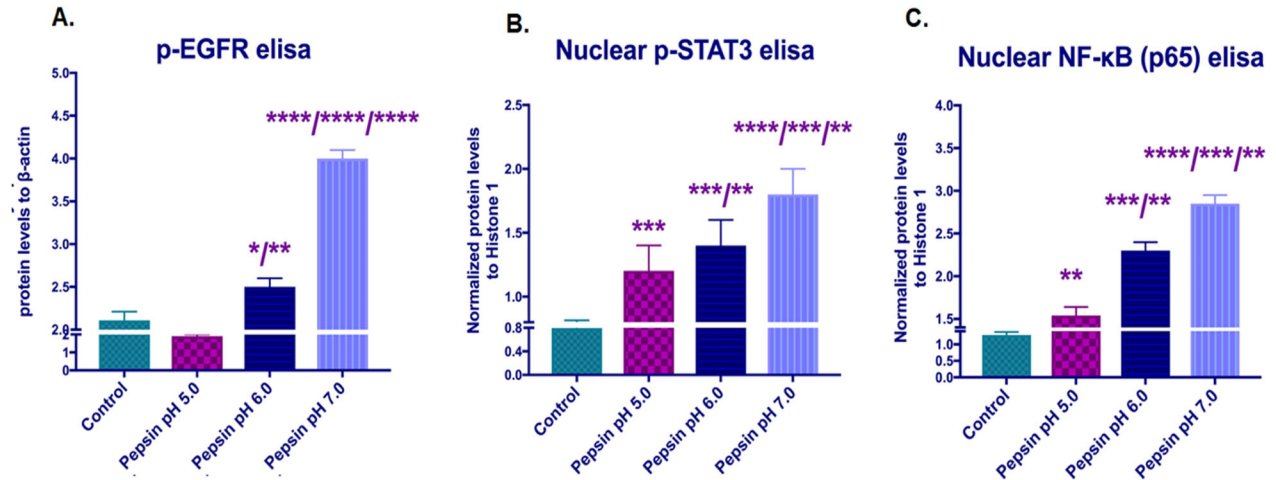 A.
p-EGFR elisa
protein levels to β-actin
5.0
4.5
4.0
3.5
3.0
2.5
2.0
2
1
0
*/**
****/****/****
Control
Pepsin pH 5.0
Pepsin pH 6.0
Pepsin pH 7.0
B.
Nuclear p-STAT3 elisa
Normalized protein levels
to Histone 1
2.5
2.0
1.5
1.0
0.8
0.4
0.0
***
***/**
****/***/**
Control
Pepsin pH 5.0
Pepsin pH 6.0
Pepsin pH 7.0
C.
Nuclear NF-κB (p65) elisa
Normalized protein levels
to Histone 1
4.0
3.5
3.0
2.5
2.0
1.5
1.0
0.5
0.0
**
***/**
****/***/**
Control
Pepsin pH 5.0
Pepsin pH 6.0
Pepsin pH 7.0